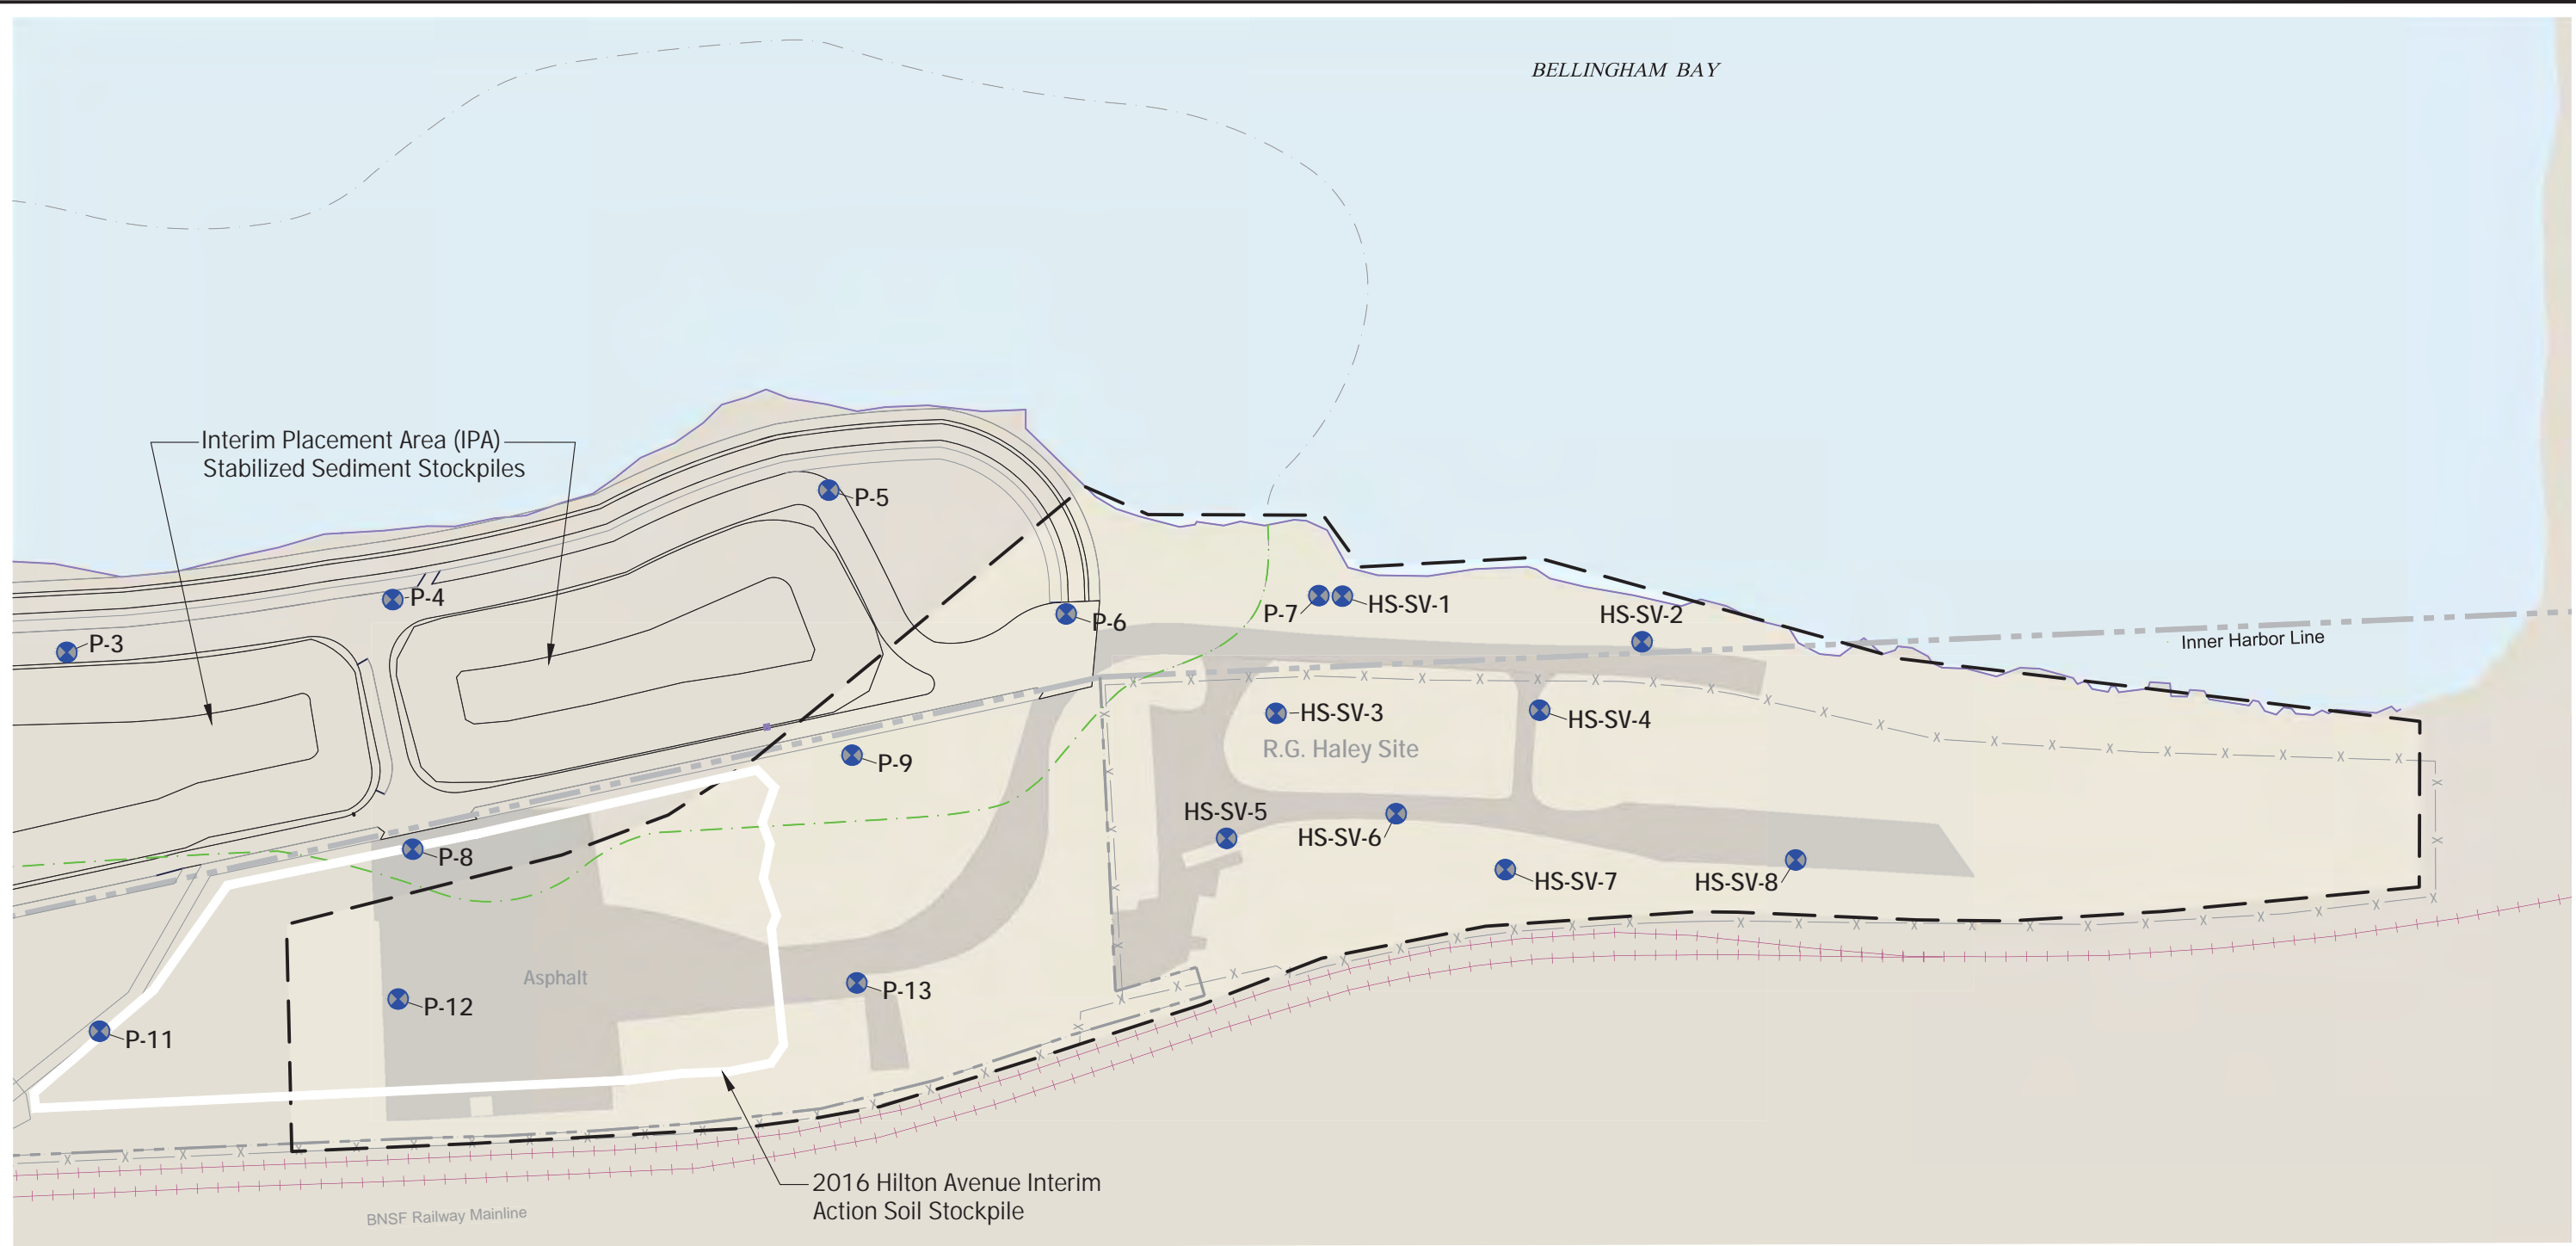 BELLINGHAM BAY
Interim Placement Area (IPA)
Stabilized Sediment Stockpiles
P-5
P-4
P-3
P-6
P-7
HS-SV-1
HS-SV-2
Inner Harbor Line
HS-SV-3
HS-SV-4
R.G. Haley Site
P-9
HS-SV-5
HS-SV-6
P-8
HS-SV-7
HS-SV-8
Asphalt
P-13
P-12
P-11
2016 Hilton Avenue Interim
Action Soil Stockpile
BNSF Railway Mainline